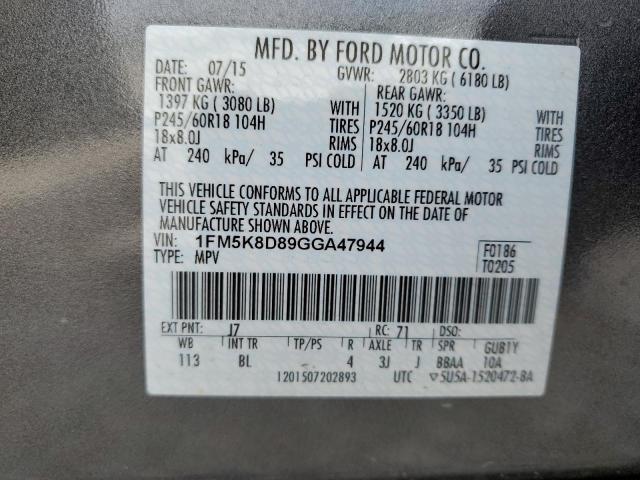 MFD. BY FORD MOTOR CO.
DATE: 07/15 GVWR: 2803 KG ( 6180 LB)
FRONT GAWR: REAR GAWR:
1397 KG ( 3080 LB) WITH 1520 KG ( 3350 LB) WITH
P245/60R18 104H TIRES P245/60R18 104H TIRES
18x8.0J RIMS 18x8.0J RIMS
AT 240 kPa/ 35 PSI COLD AT 240 kPa/ 35 PSI COLD
THIS VEHICLE CONFORMS TO ALL APPLICABLE FEDERAL MOTOR
VEHICLE SAFETY STANDARDS IN EFFECT ON THE DATE OF
MANUFACTURE SHOWN ABOVE.
VIN: 1FM5K8D89GGA47944
TYPE: MPV
F0186
T0205
EXT PNT: J7 RC: 71 DSO:
WB INT TR TP/PS R AXLE TR SPR GUBTY
113 BL 4 3J J BBAA 10A
1201507202893 UTC ▽5U5A-1520472-BA